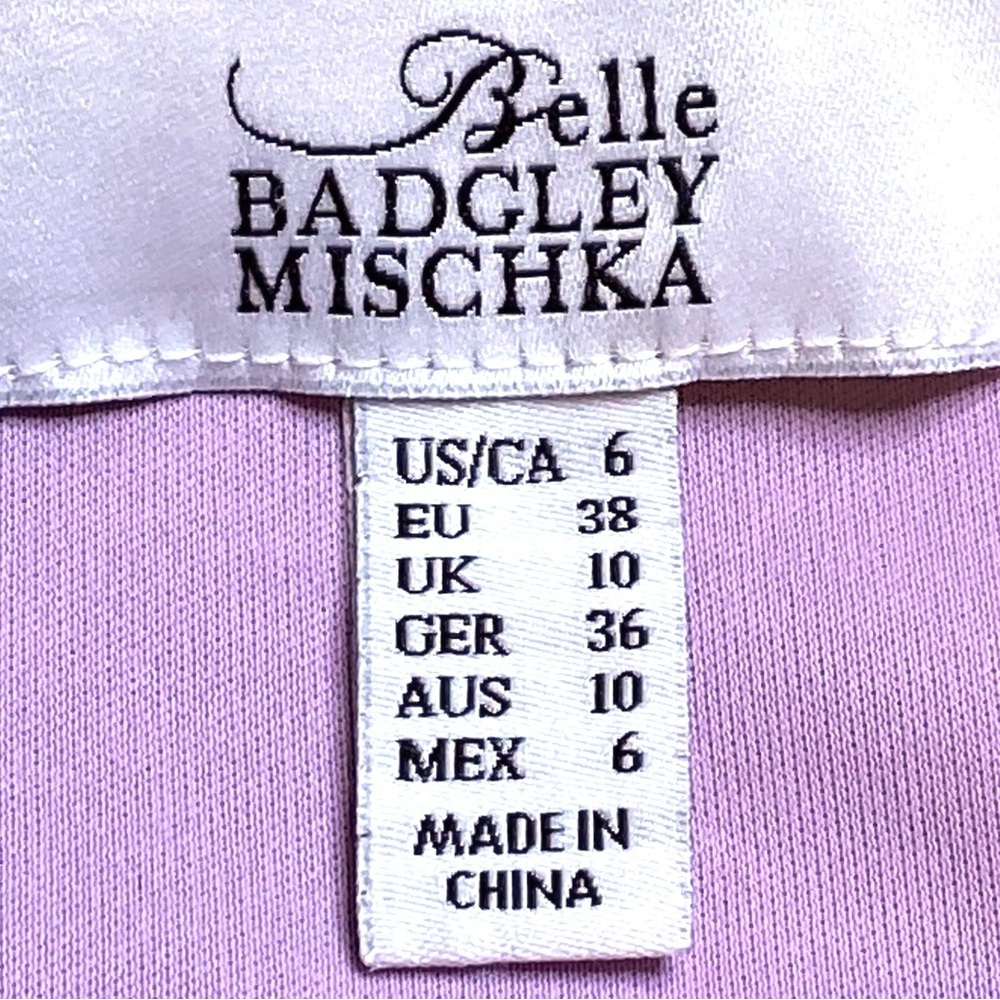 Belle
BADGLEY
MISCHKA
US/CA 6
EU 38
UK 10
GER 36
AUS 10
MEX 6
MADE IN
CHINA